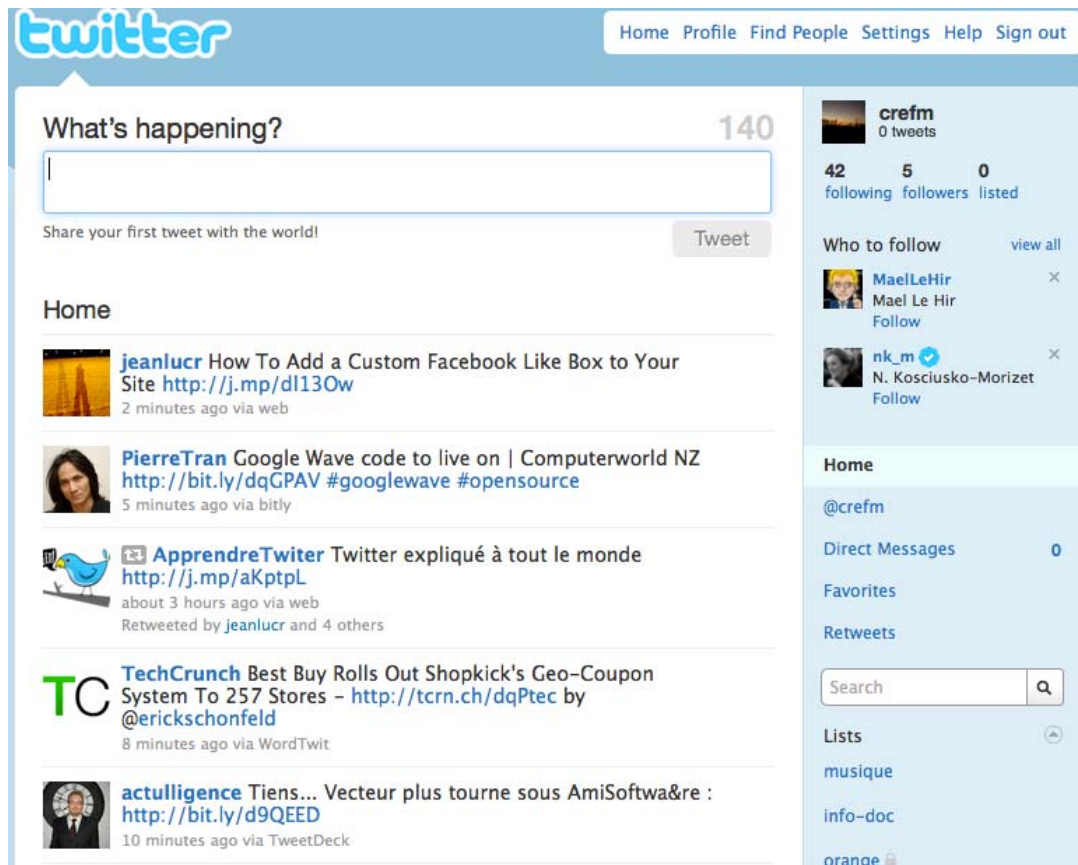 twitter
Home Profile Find People Settings Help Sign out
What's happening?
140
Share your first tweet with the world!
Tweet
Home
jeanlucr How To Add a Custom Facebook Like Box to Your
Site http://j.mp/dl13Ow
2 minutes ago via web
PierreTran Google Wave code to live on | Computerworld NZ
http://bit.ly/dqGPAV #googlewave #opensource
5 minutes ago via bitly
ApprendreTwiter Twitter expliqué à tout le monde
http://j.mp/aKptpL
about 3 hours ago via web
Retweeted by jeanlucr and 4 others
TC
TechCrunch Best Buy Rolls Out Shopkick's Geo-Coupon
System To 257 Stores - http://tcrn.ch/dqPtec by
@erickschonfeld
8 minutes ago via WordTwit
actulligence Tiens... Vecteur plus tourne sous AmiSoftwa&re :
http://bit.ly/d9QEED
10 minutes ago via TweetDeck
crefm
0 tweets
42 5 0
following followers listed
Who to follow view all
MaelLeHir
Mael Le Hir
Follow
nk_m
N. Kosciusko-Morizet
Follow
Home
@crefm
Direct Messages 0
Favorites
Retweets
Search
Lists
musique
info-doc
orange